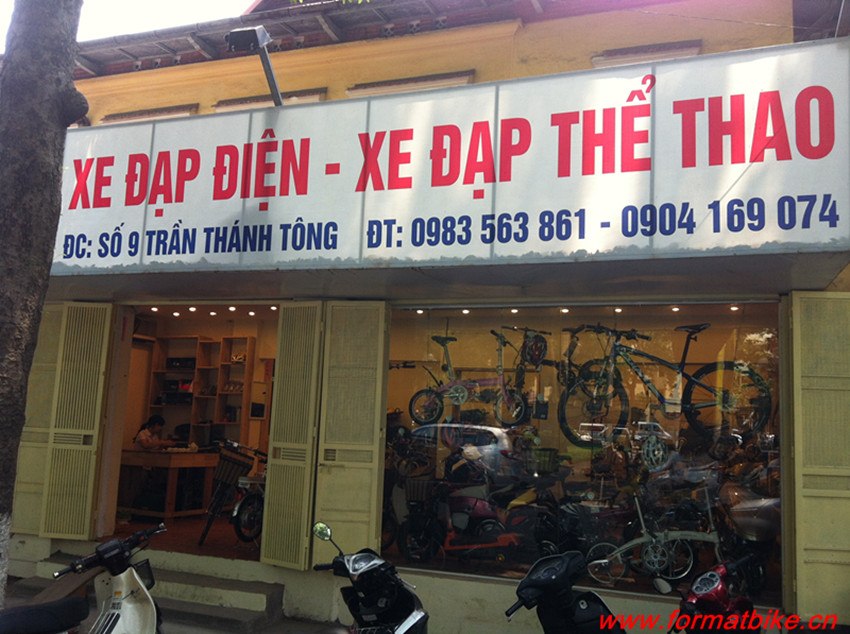 XE ĐẠP ĐIỆN - XE ĐẠP THỂ THAO
ĐC: SỐ 9 TRẦN THÁNH TÔNG ĐT: 0983 563 861 - 0904 169 074
www.formatbike.cn